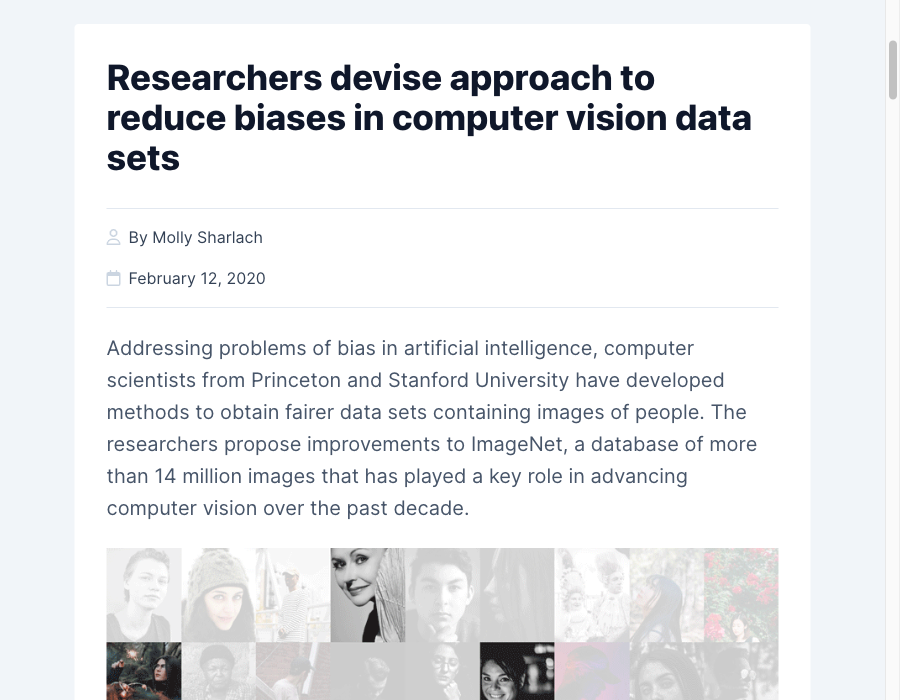 Researchers devise approach to
reduce biases in computer vision data
sets
By Molly Sharlach
February 12, 2020
Addressing problems of bias in artificial intelligence, computer
scientists from Princeton and Stanford University have developed
methods to obtain fairer data sets containing images of people. The
researchers propose improvements to ImageNet, a database of more
than 14 million images that has played a key role in advancing
computer vision over the past decade.